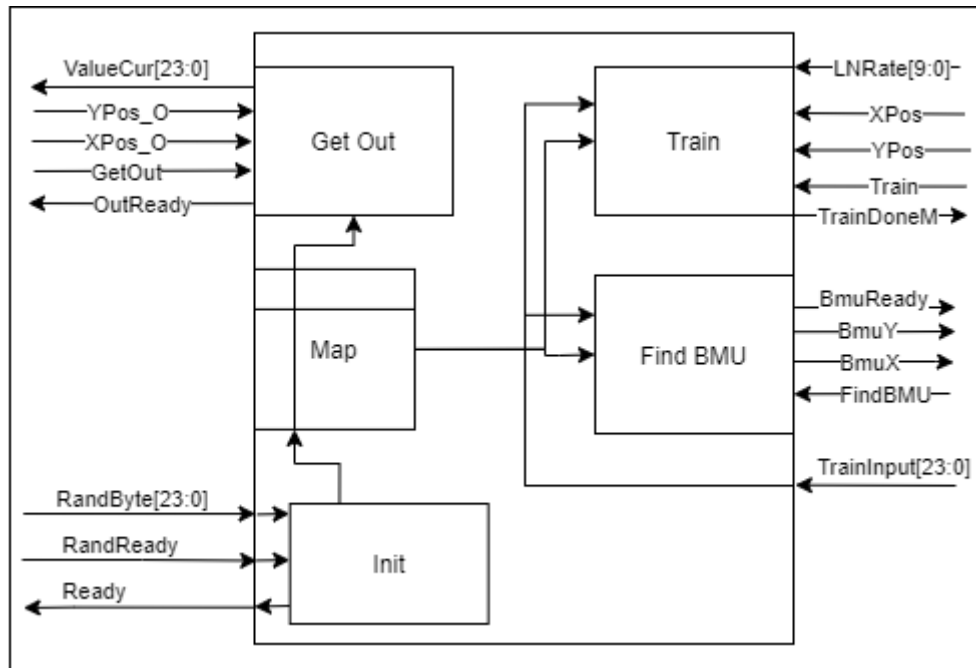 ValueCur[23:0]
YPos_O
XPos_O
GetOut
OutReady
Get Out
Train
LNRate[9:0]
XPos
YPos
Train
TrainDoneM
Map
Find BMU
BmuReady
BmuY
BmuX
FindBMU
TrainInput[23:0]
RandByte[23:0]
RandReady
Ready
Init